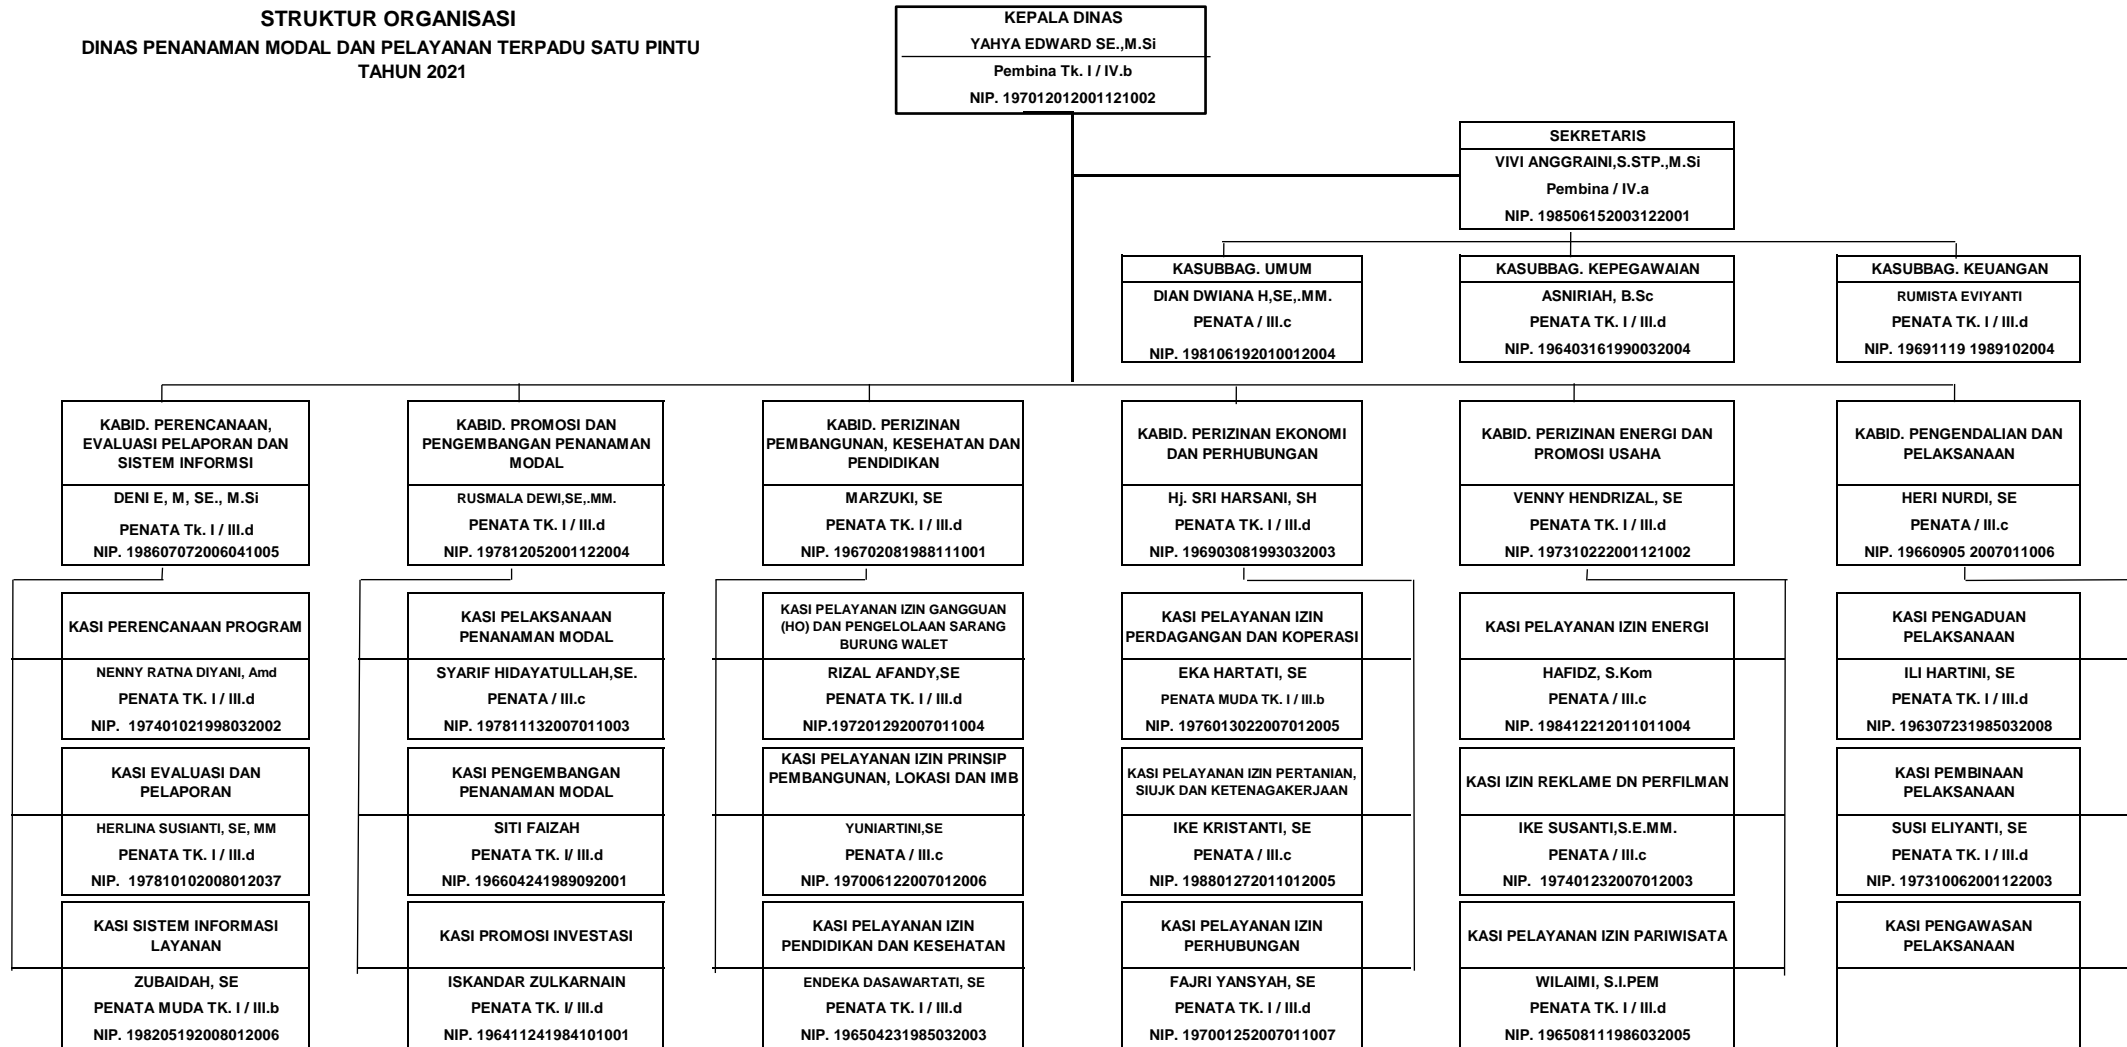 STRUKTUR ORGANISASI
DINAS PENANAMAN MODAL DAN PELAYANAN TERPADU SATU PINTU
TAHUN 2021
KEPALA DINAS
YAHYA EDWARD SE.,M.Si
Pembina Tk. I / IV.b
NIP. 197012012001121002
SEKRETARIS
VIVI ANGGRAINI,S.STP.,M.Si
Pembina / IV.a
NIP. 198506152003122001
KASUBBAG. UMUM
DIAN DWIANA H,SE,.MM.
PENATA / III.c
NIP. 198106192010012004
KASUBBAG. KEPEGAWAIAN
ASNIRIAH, B.Sc
PENATA TK. I / III.d
NIP. 196403161990032004
KASUBBAG. KEUANGAN
RUMISTA EVIYANTI
PENATA TK. I / III.d
NIP. 19691119 1989102004
KABID. PERENCANAAN,
EVALUASI PELAPORAN DAN
SISTEM INFORMSI
DENI E, M, SE., M.Si
PENATA Tk. I / III.d
NIP. 198607072006041005
KABID. PROMOSI DAN
PENGEMBANGAN PENANAMAN
MODAL
RUSMALA DEWI,SE,.MM.
PENATA TK. I / III.d
NIP. 197812052001122004
KABID. PERIZINAN
PEMBANGUNAN, KESEHATAN DAN
PENDIDIKAN
MARZUKI, SE
PENATA TK. I / III.d
NIP. 196702081988111001
KABID. PERIZINAN EKONOMI
DAN PERHUBUNGAN
Hj. SRI HARSANI, SH
PENATA TK. I / III.d
NIP. 196903081993032003
KABID. PERIZINAN ENERGI DAN
PROMOSI USAHA
VENNY HENDRIZAL, SE
PENATA TK. I / III.d
NIP. 197310222001121002
KABID. PENGENDALIAN DAN
PELAKSANAAN
HERI NURDI, SE
PENATA / III.c
NIP. 19660905 2007011006
KASI PERENCANAAN PROGRAM
NENNY RATNA DIYANI, Amd
PENATA TK. I / III.d
NIP. 197401021998032002
KASI PELAKSANAAN
PENANAMAN MODAL
SYARIF HIDAYATULLAH,SE.
PENATA / III.c
NIP. 197811132007011003
KASI PELAYANAN IZIN GANGGUAN
(HO) DAN PENGELOLAAN SARANG
BURUNG WALET
RIZAL AFANDY,SE
PENATA TK. I / III.d
NIP.197201292007011004
KASI PELAYANAN IZIN
PERDAGANGAN DAN KOPERASI
EKA HARTATI, SE
PENATA MUDA TK. I / III.b
NIP. 197601302200701​2005
KASI PELAYANAN IZIN ENERGI
HAFIDZ, S.Kom
PENATA / III.c
NIP. 198412212011011004
KASI PENGADUAN
PELAKSANAAN
ILI HARTINI, SE
PENATA TK. I / III.d
NIP. 196307231985032008
KASI EVALUASI DAN
PELAPORAN
HERLINA SUSIANTI, SE, MM
PENATA TK. I / III.d
NIP. 197810102008012037
KASI PENGEMBANGAN
PENANAMAN MODAL
SITI FAIZAH
PENATA TK. I/ III.d
NIP. 196604241989092001
KASI PELAYANAN IZIN PRINSIP
PEMBANGUNAN, LOKASI DAN IMB
YUNIARTINI,SE
PENATA / III.c
NIP. 197006122007012006
KASI PELAYANAN IZIN PERTANIAN,
SIUJK DAN KETENAGAKERJAAN
IKE KRISTANTI, SE
PENATA / III.c
NIP. 198801272011012005
KASI IZIN REKLAME DN PERFILMAN
IKE SUSANTI,S.E.MM.
PENATA / III.c
NIP. 197401232007012003
KASI PEMBINAAN
PELAKSANAAN
SUSI ELIYANTI, SE
PENATA TK. I / III.d
NIP. 197310062001122003
KASI SISTEM INFORMASI
LAYANAN
ZUBAIDAH, SE
PENATA MUDA TK. I / III.b
NIP. 198205192008012006
KASI PROMOSI INVESTASI
ISKANDAR ZULKARNAIN
PENATA TK. I/ III.d
NIP. 196411241984101001
KASI PELAYANAN IZIN
PENDIDIKAN DAN KESEHATAN
ENDEKA DASAWARTATI, SE
PENATA TK. I / III.d
NIP. 196504231985032003
KASI PELAYANAN IZIN
PERHUBUNGAN
FAJRI YANSYAH, SE
PENATA TK. I / III.d
NIP. 197001252007011007
KASI PELAYANAN IZIN PARIWISATA
WILAIMI, S.I.PEM
PENATA TK. I / III.d
NIP. 196508111986032005
KASI PENGAWASAN
PELAKSANAAN